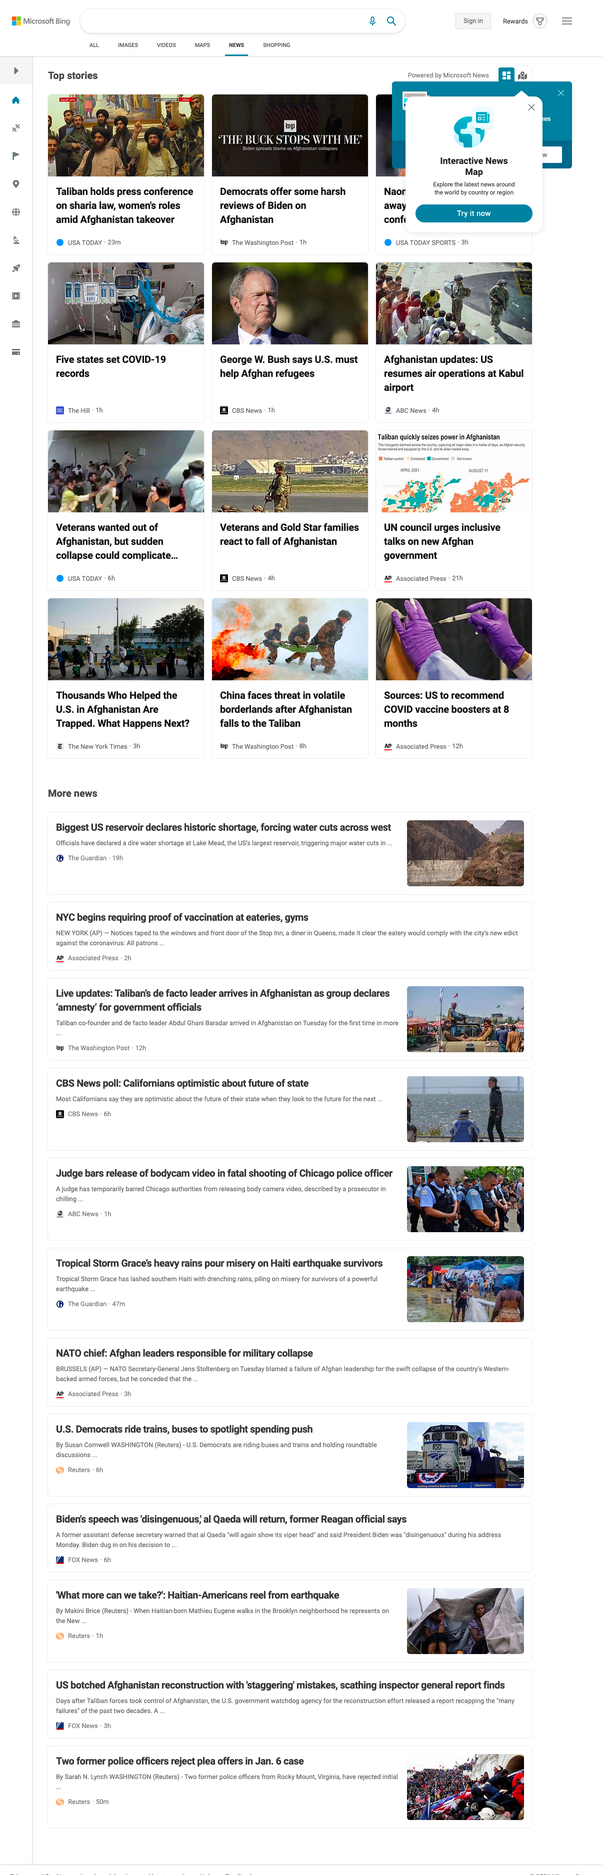 Microsoft Bing
Sign in
Rewards
ALL
IMAGES
VIDEOS
MAPS
NEWS
SHOPPING
Top stories
Powered by Microsoft News
Interactive News
Map
Explore the latest news around
the world by country or region
Try it now
Taliban holds press conference
on sharia law, women's roles
amid Afghanistan takeover
USA TODAY · 23m
'THE BUCK STOPS WITH ME'
Biden spreads blame as Afghanistan collapses
Democrats offer some harsh
reviews of Biden on
Afghanistan
The Washington Post · 1h
USA TODAY SPORTS · 3h
Five states set COVID-19
records
The Hill · 1h
George W. Bush says U.S. must
help Afghan refugees
CBS News · 1h
Afghanistan updates: US
resumes air operations at Kabul
airport
ABC News · 4h
Veterans wanted out of
Afghanistan, but sudden
collapse could complicate...
USA TODAY · 6h
Veterans and Gold Star families
react to fall of Afghanistan
CBS News · 4h
Taliban quickly seizes power in Afghanistan
APRIL 2021
AUGUST 11
UN council urges inclusive
talks on new Afghan
government
Associated Press · 21h
Thousands Who Helped the
U.S. in Afghanistan Are
Trapped. What Happens Next?
The New York Times · 3h
China faces threat in volatile
borderlands after Afghanistan
falls to the Taliban
The Washington Post · 8h
Sources: US to recommend
COVID vaccine boosters at 8
months
Associated Press · 12h
More news
Biggest US reservoir declares historic shortage, forcing water cuts across west
Officials have declared a dire water shortage at Lake Mead, the US's largest reservoir, triggering major water cuts in ...
The Guardian · 19h
NYC begins requiring proof of vaccination at eateries, gyms
NEW YORK (AP) — Notices taped to the windows and front door of the Stop Inn, a diner in Queens, made it clear the eatery would comply with the city's new edict
against the coronavirus: All patrons ...
Associated Press · 2h
Live updates: Taliban's de facto leader arrives in Afghanistan as group declares
'amnesty' for government officials
Taliban co-founder and de facto leader Abdul Ghani Baradar arrived in Afghanistan on Tuesday for the first time in more
...
The Washington Post · 12h
CBS News poll: Californians optimistic about future of state
Most Californians say they are optimistic about the future of their state when they look to the future for the next ...
CBS News · 6h
Judge bars release of bodycam video in fatal shooting of Chicago police officer
A judge has temporarily barred Chicago authorities from releasing body camera video, described by a prosecutor in
chilling ...
ABC News · 1h
Tropical Storm Grace's heavy rains pour misery on Haiti earthquake survivors
Tropical Storm Grace has lashed southern Haiti with drenching rains, piling on misery for survivors of a powerful
earthquake ...
The Guardian · 47m
NATO chief: Afghan leaders responsible for military collapse
BRUSSELS (AP) — NATO Secretary-General Jens Stoltenberg on Tuesday blamed a failure of Afghan leadership for the swift collapse of the country's Western-
backed armed forces, but he conceded that the ...
Associated Press · 3h
U.S. Democrats ride trains, buses to spotlight spending push
By Susan Cornwell WASHINGTON (Reuters) - U.S. Democrats are riding buses and trains and holding roundtable
discussions ...
Reuters · 6h
Biden's speech was 'disingenuous,' al Qaeda will return, former Reagan official says
A former assistant defense secretary warned that al Qaeda "will again show its viper head" and said President Biden was "disingenuous" during his address
Monday. Biden dug in on his decision to ...
FOX News · 6h
'What more can we take?': Haitian-Americans reel from earthquake
By Makini Brice (Reuters) - When Haitian-born Mathieu Eugene walks in the Brooklyn neighborhood he represents on
the New ...
Reuters · 1h
US botched Afghanistan reconstruction with 'staggering' mistakes, scathing inspector general report finds
Days after Taliban forces took control of Afghanistan, the U.S. government watchdog agency for the reconstruction effort released a report recapping the "many
failures" of the past two decades. A ...
FOX News · 3h
Two former police officers reject plea offers in Jan. 6 case
By Sarah N. Lynch WASHINGTON (Reuters) - Two former police officers from Rocky Mount, Virginia, have rejected initial
...
Reuters · 50m